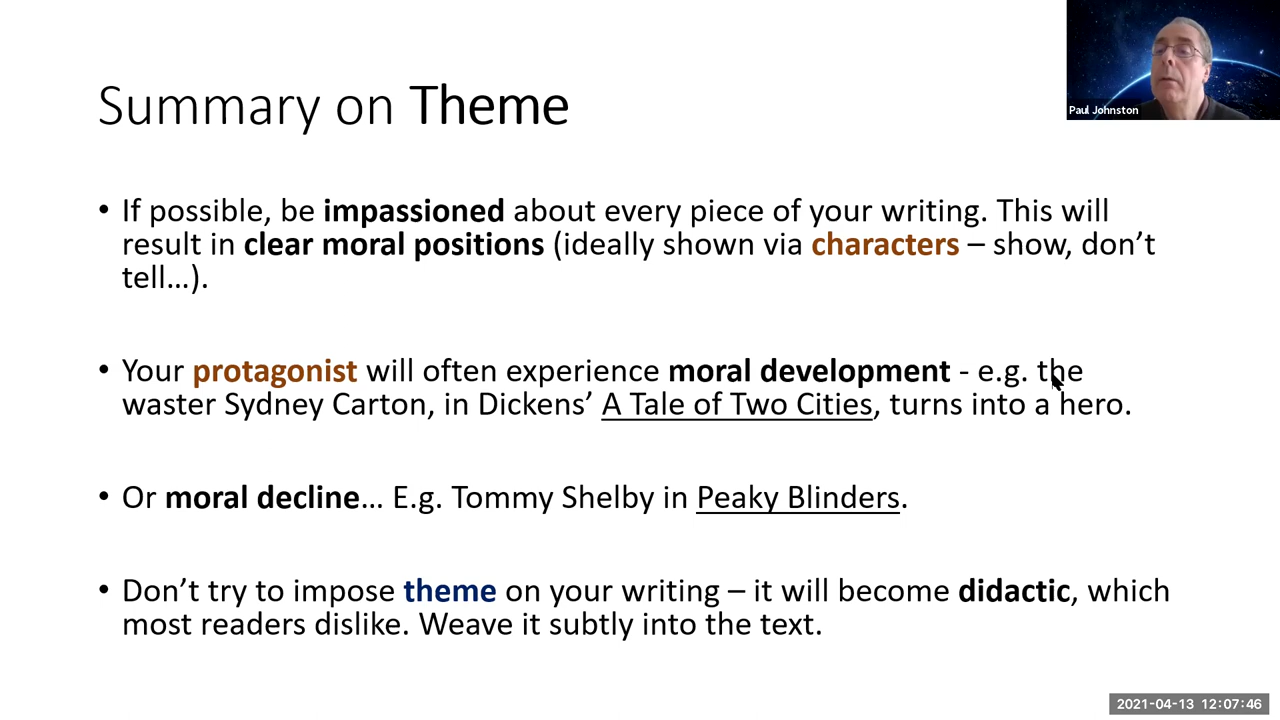 Paul Johnston
Summary on Theme
• If possible, be impassioned about every piece of your writing. This will
result in clear moral positions (ideally shown via characters – show, don’t
tell…).
• Your protagonist will often experience moral development - e.g. the
waster Sydney Carton, in Dickens’ A Tale of Two Cities, turns into a hero.
• Or moral decline… E.g. Tommy Shelby in Peaky Blinders.
• Don’t try to impose theme on your writing – it will become didactic, which
most readers dislike. Weave it subtly into the text.
2021-04-13 12:07:46